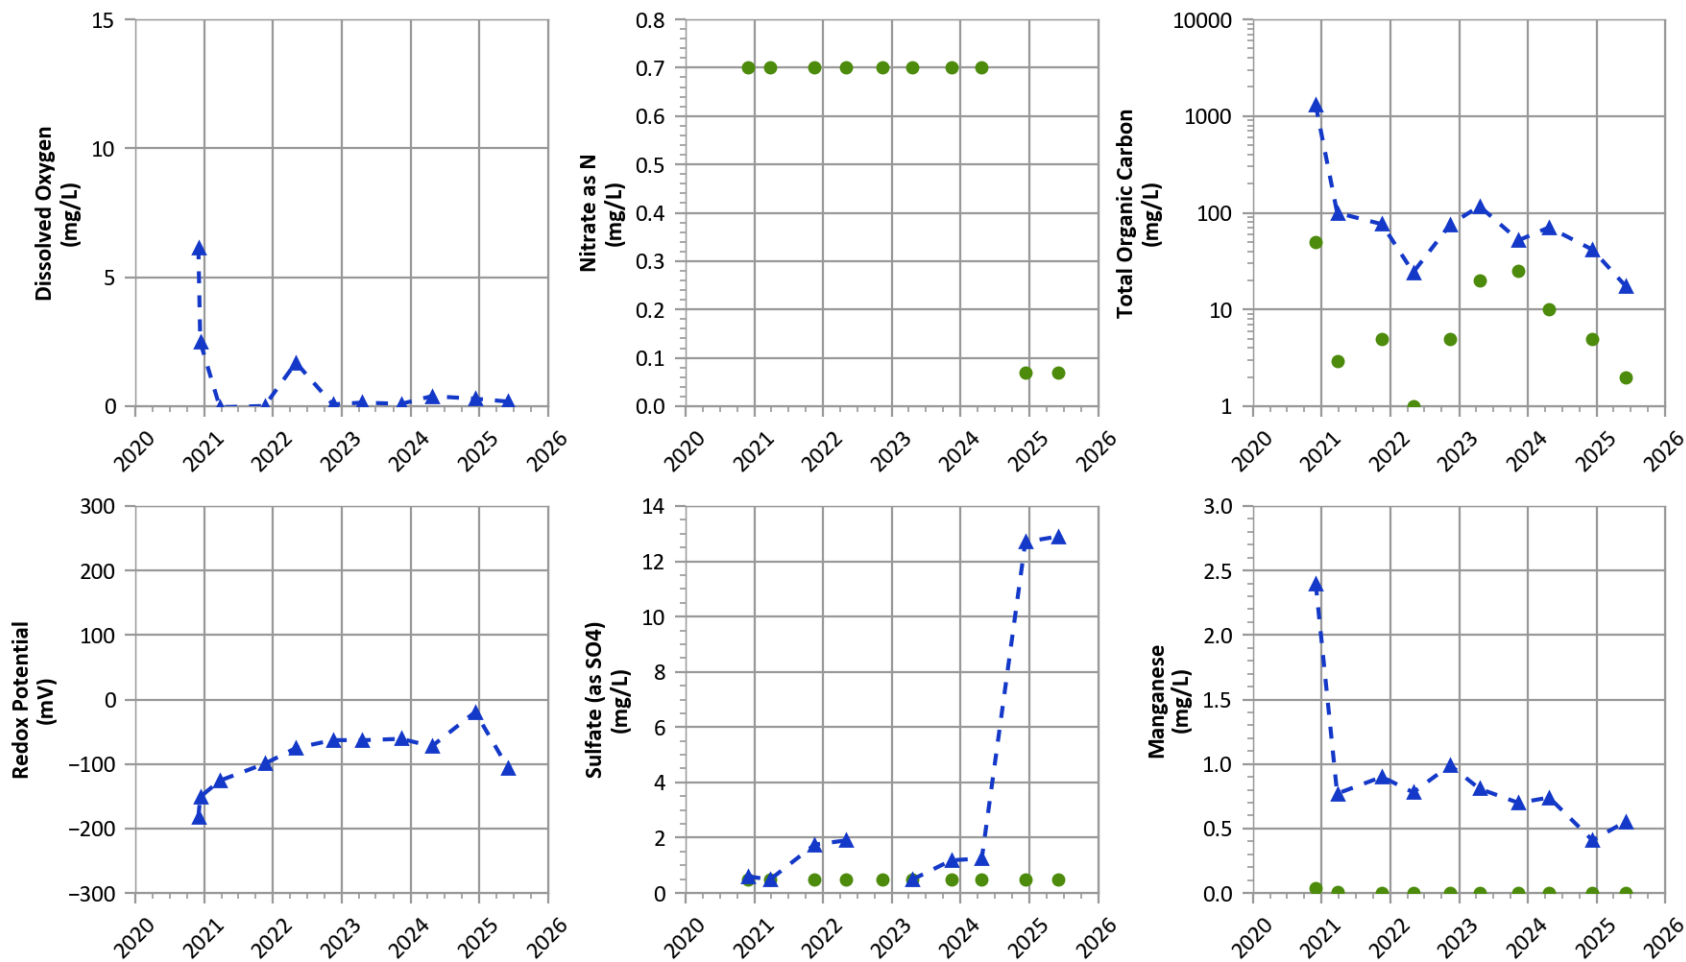 Dissolved Oxygen
(mg/L)
15
10
5
0
2020 2021 2022 2023 2024 2025 2026
Nitrate as N
(mg/L)
0.8
0.7
0.6
0.5
0.4
0.3
0.2
0.1
0.0
2020 2021 2022 2023 2024 2025 2026
Total Organic Carbon
(mg/L)
10000
1000
100
10
1
2020 2021 2022 2023 2024 2025 2026
Redox Potential
(mV)
300
200
100
0
−100
−200
−300
2020 2021 2022 2023 2024 2025 2026
Sulfate (as SO4)
(mg/L)
14
12
10
8
6
4
2
0
2020 2021 2022 2023 2024 2025 2026
Manganese
(mg/L)
3.0
2.5
2.0
1.5
1.0
0.5
0.0
2020 2021 2022 2023 2024 2025 2026